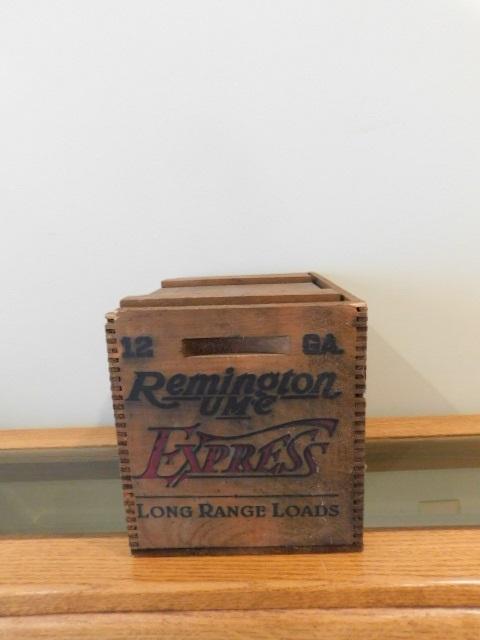 12 GA.
Remington
UMC
EXPRESS
LONG RANGE LOADS